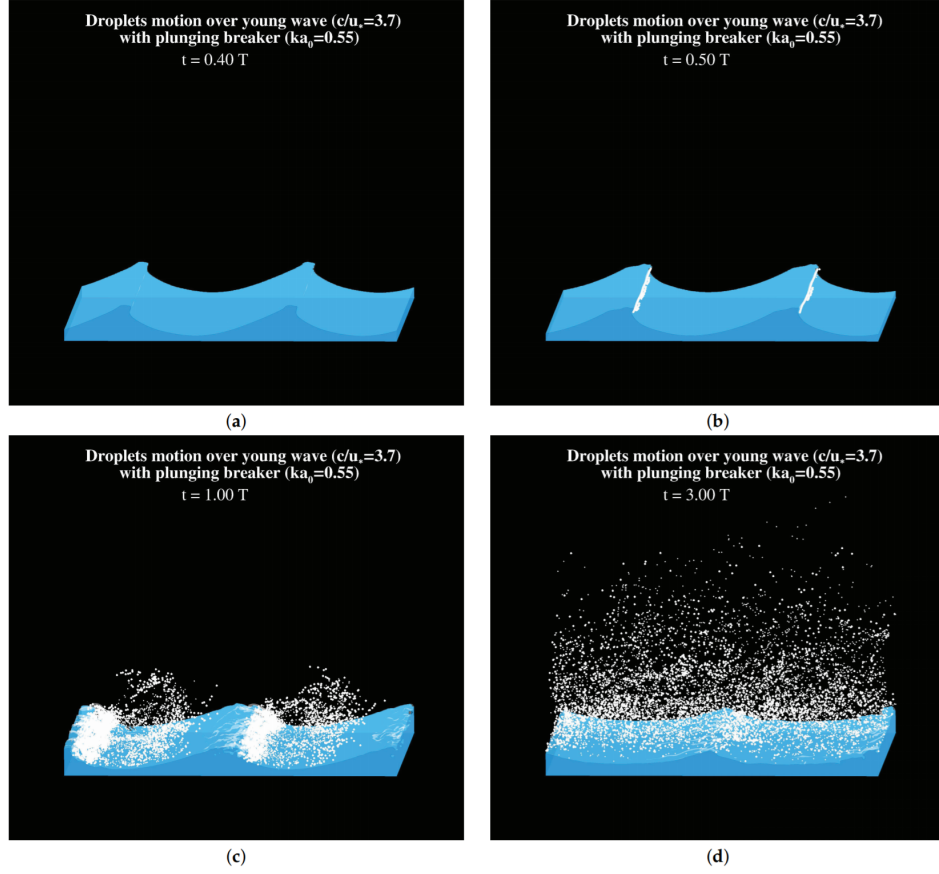 Droplets motion over young wave (c/u*=3.7)
with plunging breaker (ka0=0.55)
t = 0.40 T
Droplets motion over young wave (c/u*=3.7)
with plunging breaker (ka0=0.55)
t = 0.50 T
(a)
(b)
Droplets motion over young wave (c/u*=3.7)
with plunging breaker (ka0=0.55)
t = 1.00 T
Droplets motion over young wave (c/u*=3.7)
with plunging breaker (ka0=0.55)
t = 3.00 T
(c)
(d)